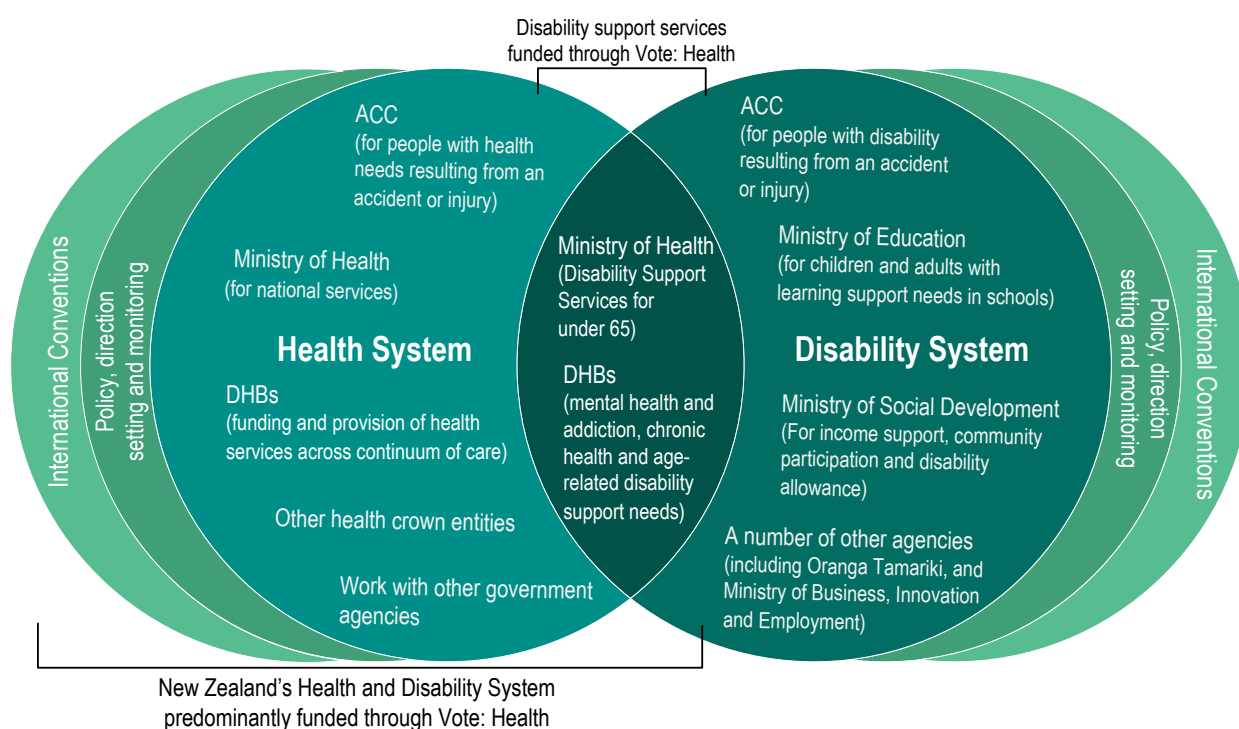 Disability support services
funded through Vote: Health
International Conventions
Policy, direction
setting and monitoring
ACC
(for people with health
needs resulting from an
accident or injury)
Ministry of Health
(for national services)
Health System
DHBs
(funding and provision of health
services across continuum of care)
Other health crown entities
Work with other government
agencies
Ministry of Health
(Disability Support
Services for
under 65)
DHBs
(mental health and
addiction, chronic
health and age-
related disability
support needs)
ACC
(for people with disability
resulting from an accident
or injury)
Ministry of Education
(for children and adults with
learning support needs in schools)
Disability System
Ministry of Social Development
(For income support, community
participation and disability
allowance)
A number of other agencies
(including Oranga Tamariki, and
Ministry of Business, Innovation
and Employment)
Policy, direction
setting and monitoring
International Conventions
New Zealand's Health and Disability System
predominantly funded through Vote: Health